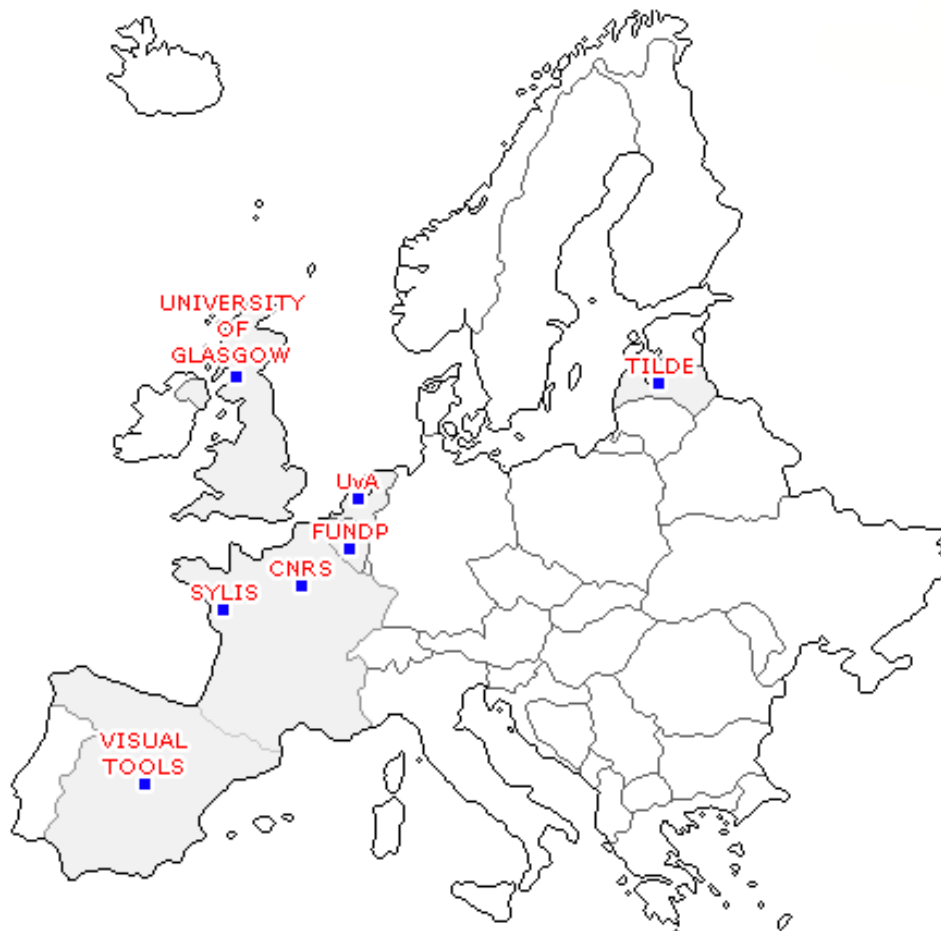 UNIVERSITY
OF
GLASGOW
TILDE
UvA
FUNDP
CNRS
SYLIS
VISUAL
TOOLS